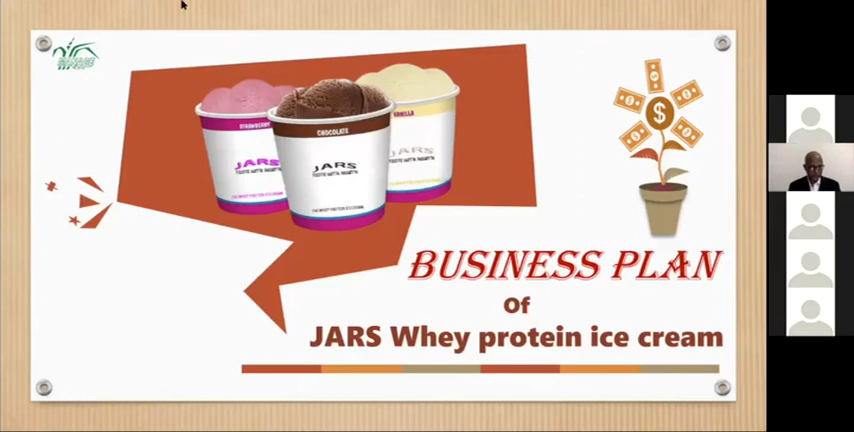 STRAWBERRY
CHOCOLATE
VANILLA
JARS
JARS
JARS
BUSINESS PLAN
Of
JARS Whey protein ice cream